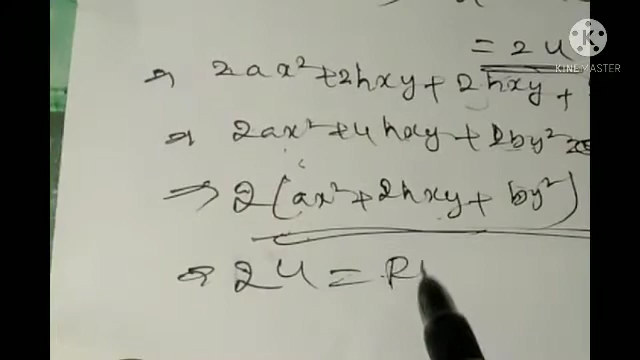 = 2u
⇒ 2ax² + 2hxy + 2hxy +
⇒ 2ax² + 4hxy + 2by²
⇒ 2(ax² + 2hxy + by²)
⇒ 2u = R
KINEMASTER